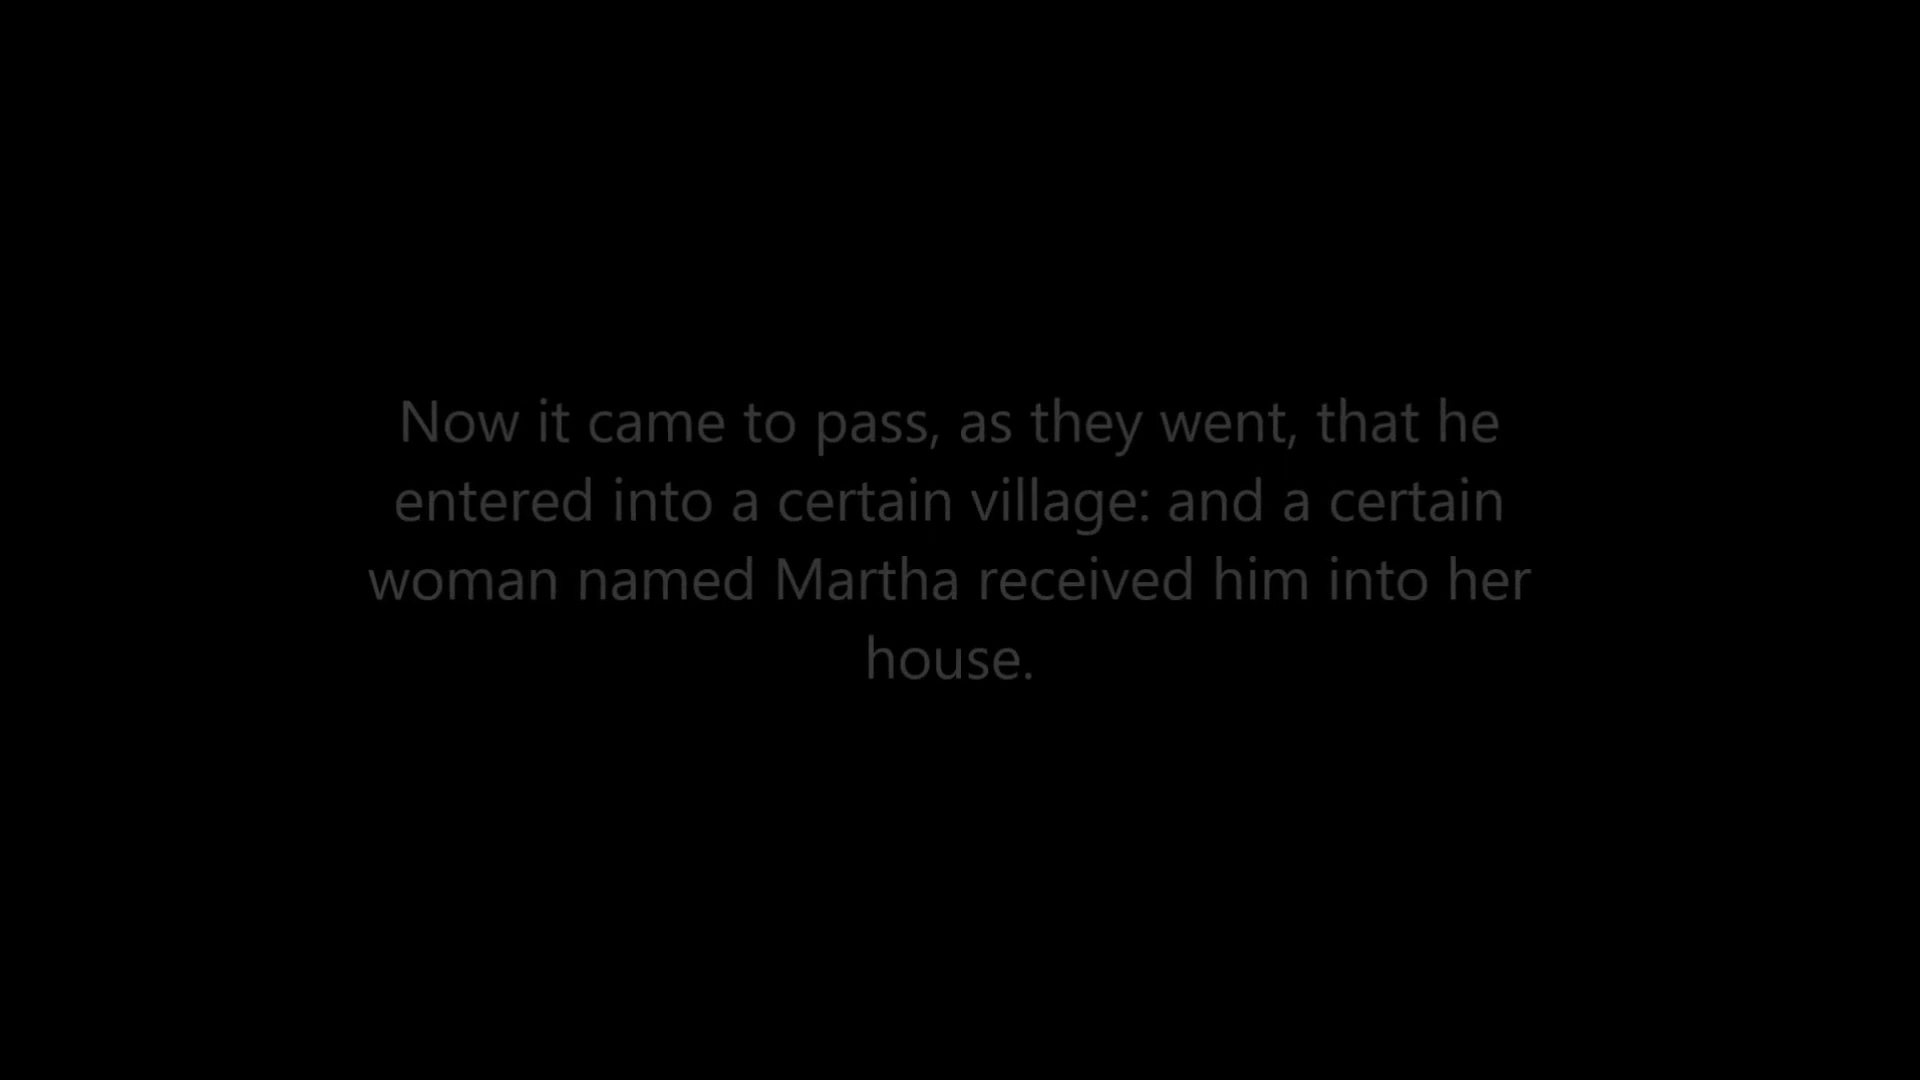 Now it came to pass, as they went, that he
entered into a certain village: and a certain
woman named Martha received him into her
house.